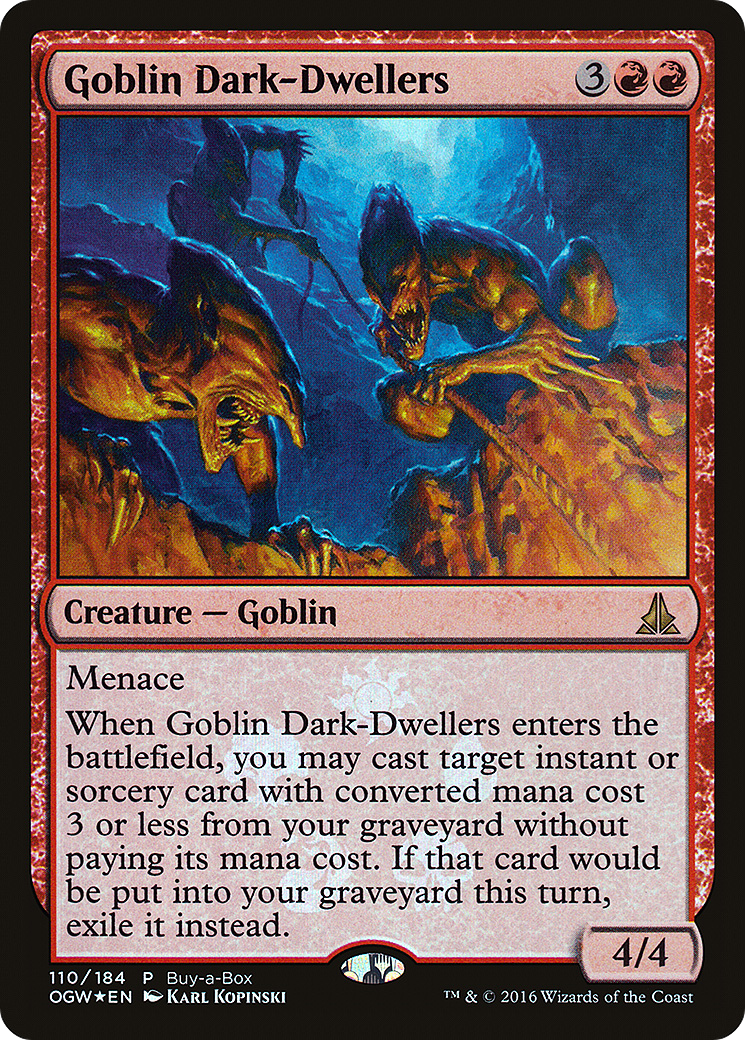 Goblin Dark-Dwellers 3
Creature — Goblin
Menace
When Goblin Dark-Dwellers enters the
battlefield, you may cast target instant or
sorcery card with converted mana cost
3 or less from your graveyard without
paying its mana cost. If that card would
be put into your graveyard this turn,
exile it instead.
4/4
110/184 P Buy-a-Box
OGW★EN Karl Kopinski
™ & © 2016 Wizards of the Coast